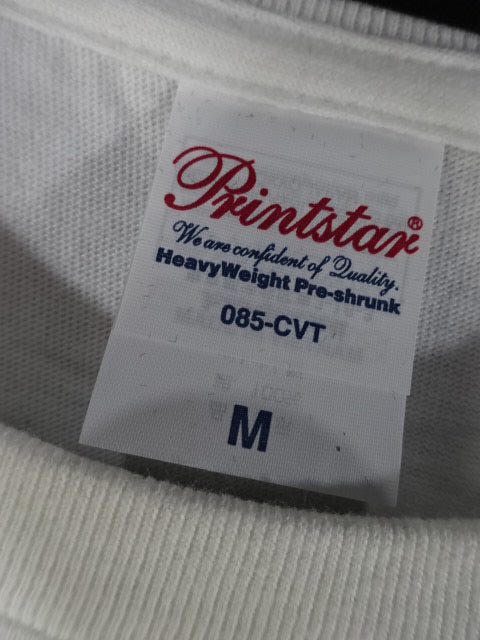 Printstar®
We are confident of Quality.
HeavyWeight Pre-shrunk
085-CVT
M